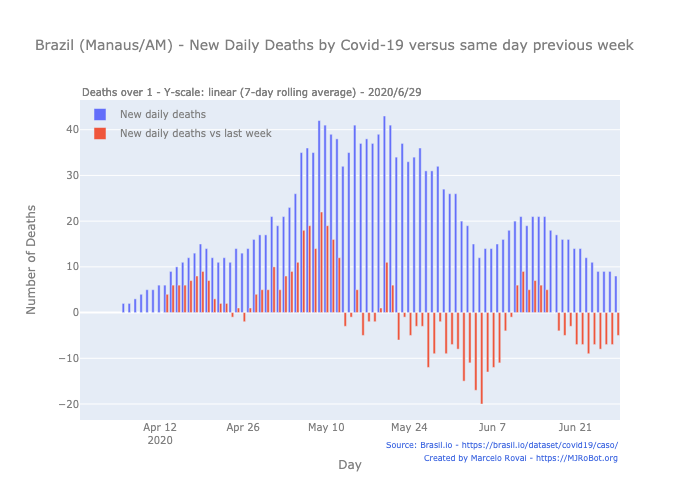 Brazil (Manaus/AM) - New Daily Deaths by Covid-19 versus same day previous week
Deaths over 1 - Y-scale: linear (7-day rolling average) - 2020/6/29
New daily deaths
New daily deaths vs last week
40
30
20
10
0
−10
−20
Number of Deaths
Apr 12 Apr 26 May 10 May 24 Jun 7 Jun 21
2020
Source: Brasil.io - https://brasil.io/dataset/covid19/caso/
Created by Marcelo Rovai - https://MJRoBot.org
Day